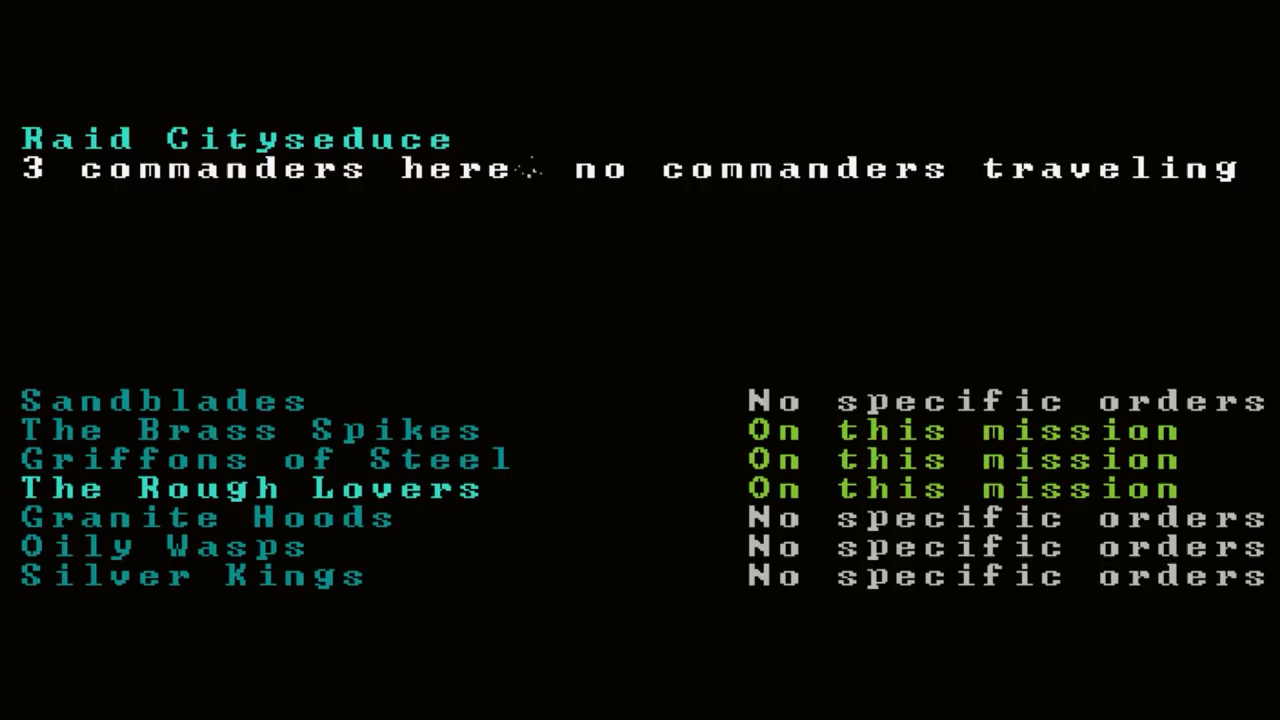 Raid Cityseduce
3 commanders here, no commanders traveling
Sandblades No specific orders
The Brass Spikes On this mission
Griffons of Steel On this mission
The Rough Lovers On this mission
Granite Hoods No specific orders
Oily Wasps No specific orders
Silver Kings No specific orders